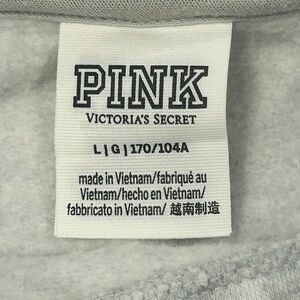 PINK
VICTORIA'S SECRET
L | G | 170/104A
made in Vietnam/fabriqué au
Vietnam/hecho en Vietnam/
fabbricato in Vietnam/ 越南制造